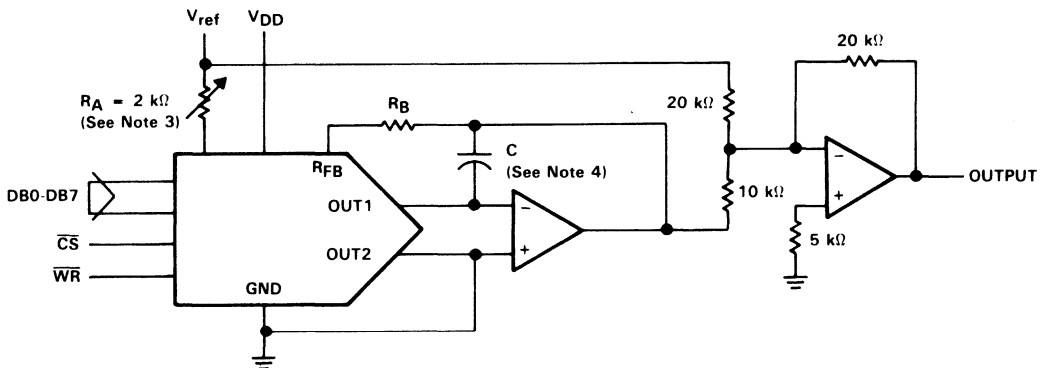 Vref
VDD
20 kΩ
RA = 2 kΩ
(See Note 3)
RB
20 kΩ
C
(See Note 4)
RFB
DB0-DB7
OUT1
−
+
10 kΩ
−
+
OUTPUT
CS
OUT2
5 kΩ
WR
GND